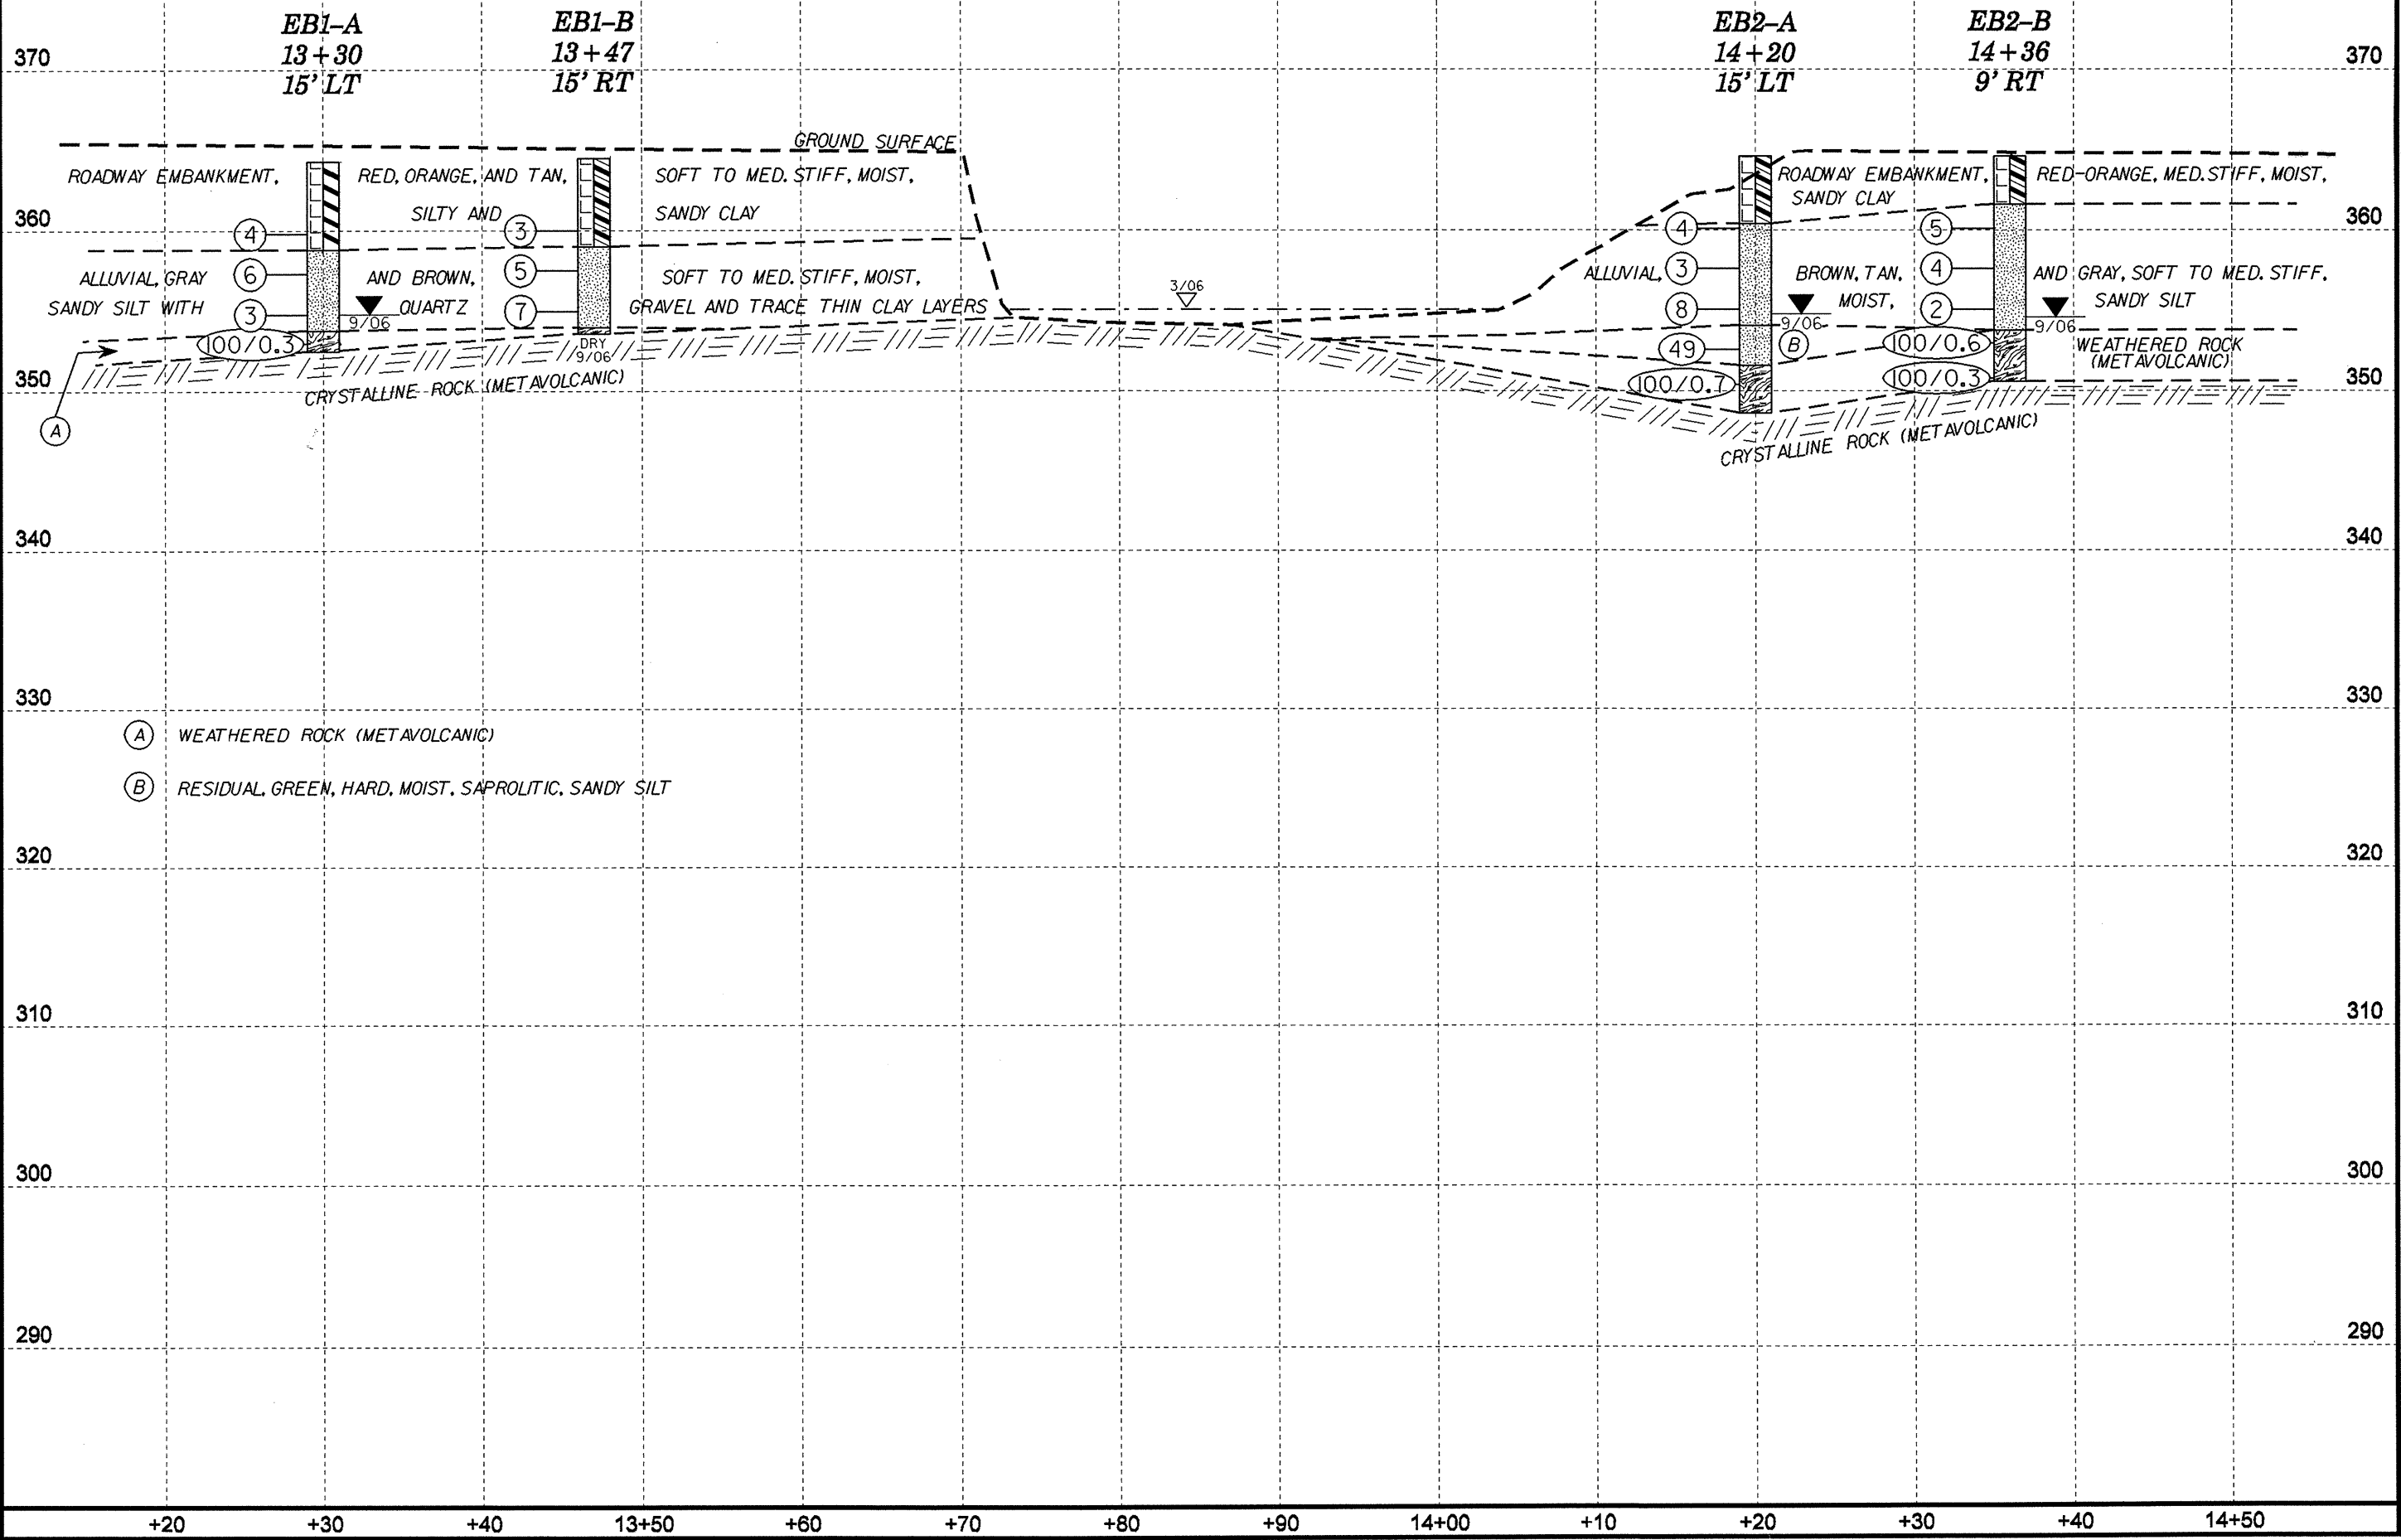 EB1-A
13+30
15' LT
EB1-B
13+47
15' RT
EB2-A
14+20
15' LT
EB2-B
14+36
9' RT
370 370
GROUND SURFACE
ROADWAY EMBANKMENT, RED, ORANGE, AND TAN, SOFT TO MED. STIFF, MOIST,
SILTY AND SANDY CLAY
ROADWAY EMBANKMENT, RED-ORANGE, MED. STIFF, MOIST,
SANDY CLAY
360 360
4 3 4 5
ALLUVIAL, GRAY 6 AND BROWN, 5 SOFT TO MED. STIFF, MOIST,
SANDY SILT WITH 3 QUARTZ 7 GRAVEL AND TRACE THIN CLAY LAYERS
9/06
3/06
ALLUVIAL, 3 BROWN, TAN, 4 AND GRAY, SOFT TO MED. STIFF,
8 MOIST, 2 SANDY SILT
9/06 9/06
100/0.3
DRY
9/06
49 B 100/0.6 WEATHERED ROCK
(METAVOLCANIC)
100/0.7 100/0.3
350 350
CRYSTALLINE ROCK (METAVOLCANIC)
A
CRYSTALLINE ROCK (METAVOLCANIC)
340 340
330 330
A WEATHERED ROCK (METAVOLCANIC)
B RESIDUAL, GREEN, HARD, MOIST, SAPROLITIC, SANDY SILT
320 320
310 310
300 300
290 290
+20 +30 +40 13+50 +60 +70 +80 +90 14+00 +10 +20 +30 +40 14+50